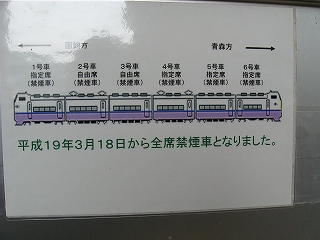 函館方 青森方
1号車 2号車 3号車 4号車 5号車 6号車
指定席 自由席 自由席 指定席 指定席 指定席
(禁煙車) (禁煙車) (禁煙車) (禁煙車) (禁煙車) (禁煙車)
平成19年3月18日から全席禁煙車となりました。